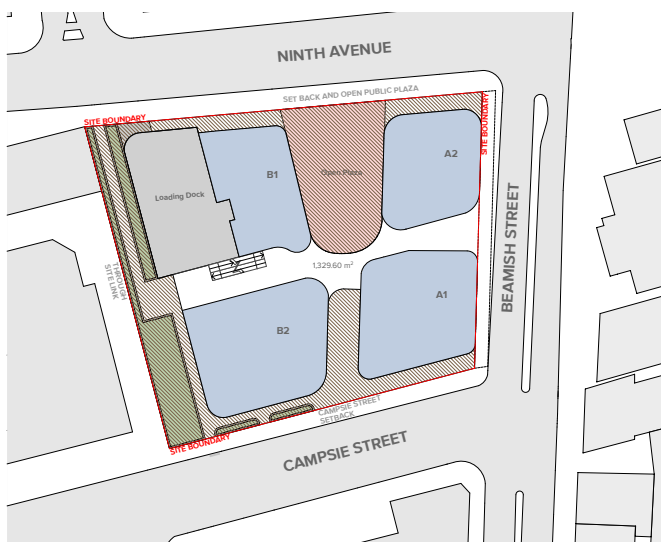 NINTH AVENUE
SET BACK AND OPEN PUBLIC PLAZA
SITE BOUNDARY
SITE BOUNDARY
A2
B1
Open Plaza
Loading Dock
BEAMISH STREET
THROUGH
SITE LINK
1,329.60 m²
A1
B2
CAMPSIE STREET
SETBACK
SITE BOUNDARY
CAMPSIE STREET